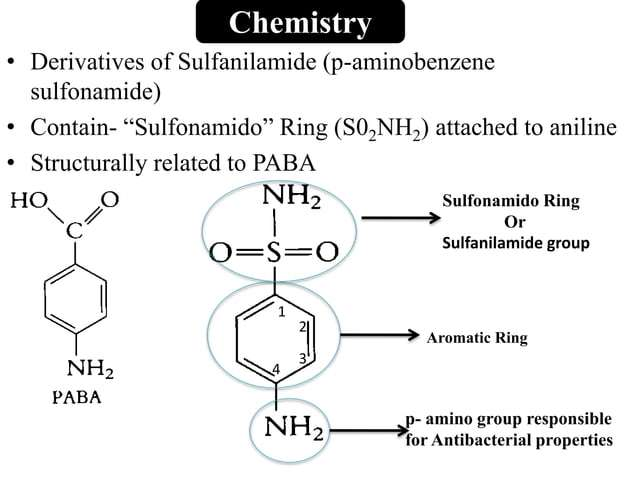 Chemistry
• Derivatives of Sulfanilamide (p-aminobenzene
sulfonamide)
• Contain- “Sulfonamido” Ring (S0₂NH₂) attached to aniline
• Structurally related to PABA
HO O
C
NH₂
PABA
NH₂
O=S=O
1
2
3
4
NH₂
Sulfonamido Ring
Or
Sulfanilamide group
Aromatic Ring
p- amino group responsible
for Antibacterial properties